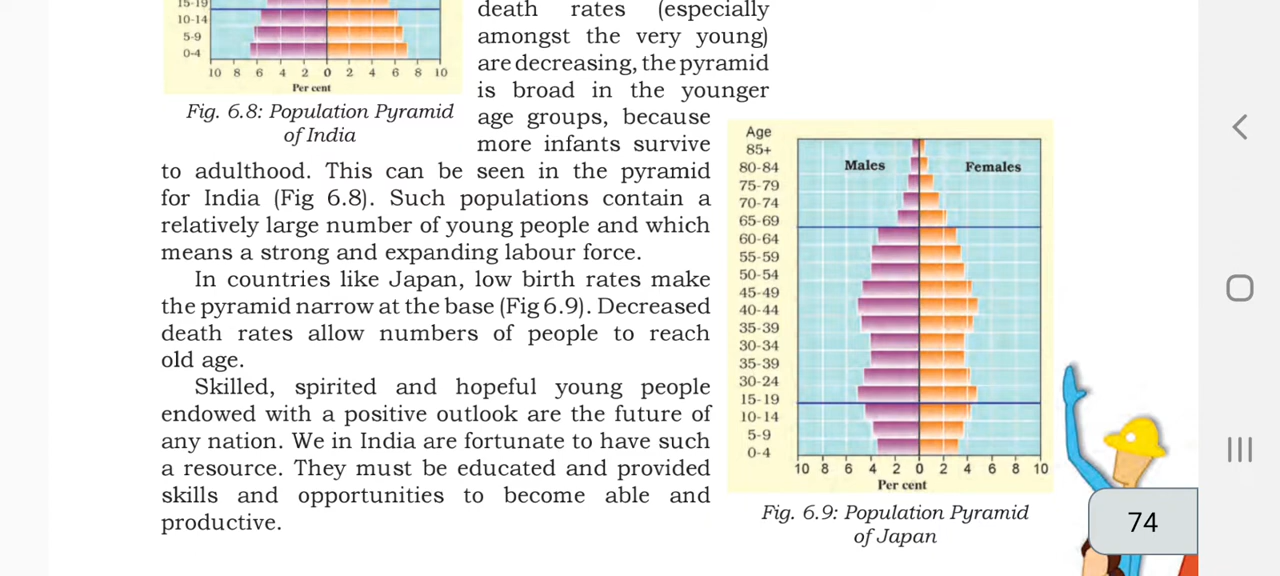 15-19
10-14
5-9
0-4
10 8 6 4 2 0 2 4 6 8 10
Per cent
Fig. 6.8: Population Pyramid
of India
death rates (especially
amongst the very young)
are decreasing, the pyramid
is broad in the younger
age groups, because
more infants survive
to adulthood. This can be seen in the pyramid
for India (Fig 6.8). Such populations contain a
relatively large number of young people and which
means a strong and expanding labour force.
In countries like Japan, low birth rates make
the pyramid narrow at the base (Fig 6.9). Decreased
death rates allow numbers of people to reach
old age.
Skilled, spirited and hopeful young people
endowed with a positive outlook are the future of
any nation. We in India are fortunate to have such
a resource. They must be educated and provided
skills and opportunities to become able and
productive.
Age
85+
80-84
75-79
70-74
65-69
60-64
55-59
50-54
45-49
40-44
35-39
30-34
35-39
30-24
15-19
10-14
5-9
0-4
Males
Females
10 8 6 4 2 0 2 4 6 8 10
Per cent
Fig. 6.9: Population Pyramid
of Japan
74